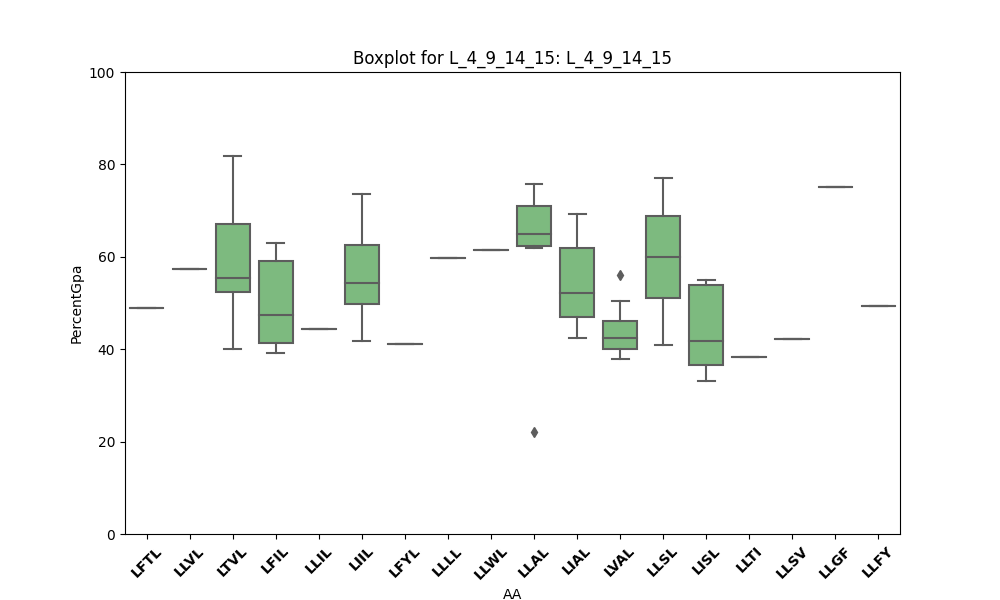 Boxplot for L_4_9_14_15: L_4_9_14_15
100
80
60
40
20
0
PercentGpa
LFTL LLVL LTVL LFIL LLIL LIIL LFYL LLLL LLWL LLAL LIAL LVAL LLSL LISL LLTI LLSV LLGF LLFY
AA